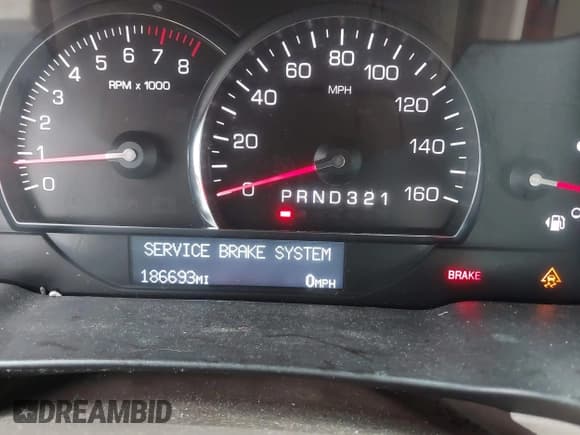 0 1 2 3 4 5 6 7 8
RPM x 1000
0 20 40 60 80 100 120 140 160
MPH
PRND321
SERVICE BRAKE SYSTEM
186693MI 0MPH
BRAKE
DREAMBID